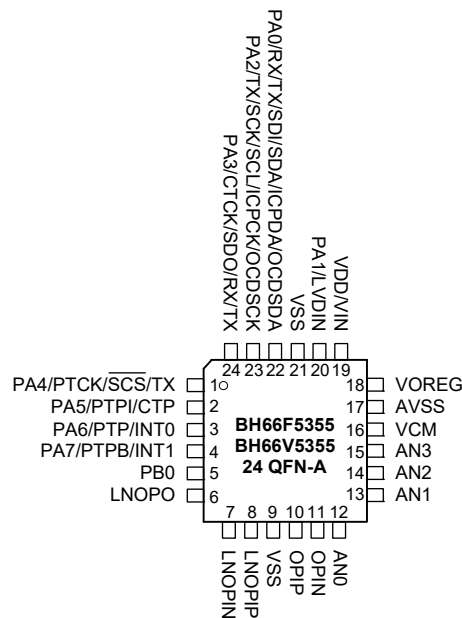 PA3/CTCK/SDO/RX/TX
PA2/TX/SCK/SCL/ICPCK/OCDSCK
PA0/RX/TX/SDI/SDA/ICPDA/OCDSDA
VSS
PA1/LVDIN
VDD/VIN
24 23 22 21 20 19
PA4/PTCK/SCS/TX 1
PA5/PTPI/CTP 2
PA6/PTP/INT0 3
PA7/PTPB/INT1 4
PB0 5
LNOPO 6
BH66F5355
BH66V5355
24 QFN-A
18 VOREG
17 AVSS
16 VCM
15 AN3
14 AN2
13 AN1
7 8 9 10 11 12
LNOPIN
LNOPIP
VSS
OPIP
OPIN
AN0